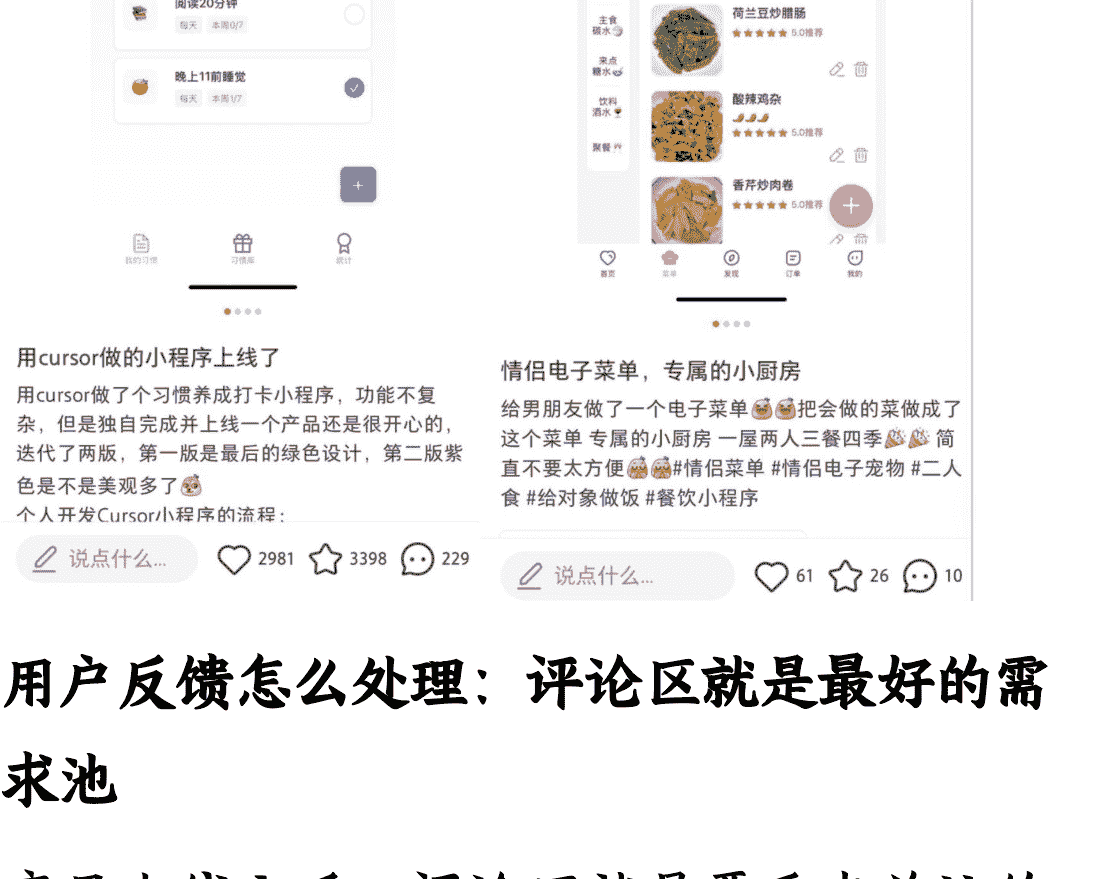 阅读20分钟
每天 本周0/7
晚上11前睡觉
每天 本周1/7
我的习惯 习惯库 统计
用cursor做的小程序上线了
用cursor做了个习惯养成打卡小程序，功能不复
杂，但是独自完成并上线一个产品还是很开心的，
迭代了两版，第一版是最后的绿色设计，第二版紫
色是不是美观多了
个人开发Cursor小程序的流程：
说点什么... 2981 3398 229
主食
碳水
来点
糖水
饮料
酒水
聚餐
荷兰豆炒腊肠
5.0推荐
酸辣鸡杂
5.0推荐
香芹炒肉卷
5.0推荐
首页 菜单 发现 订单 我的
情侣电子菜单，专属的小厨房
给男朋友做了一个电子菜单把会做的菜做成了
这个菜单 专属的小厨房 一屋两人三餐四季 简
直不要太方便#情侣菜单 #情侣电子宠物 #二人
食 #给对象做饭 #餐饮小程序
说点什么... 61 26 10
用户反馈怎么处理：评论区就是最好的需
求池